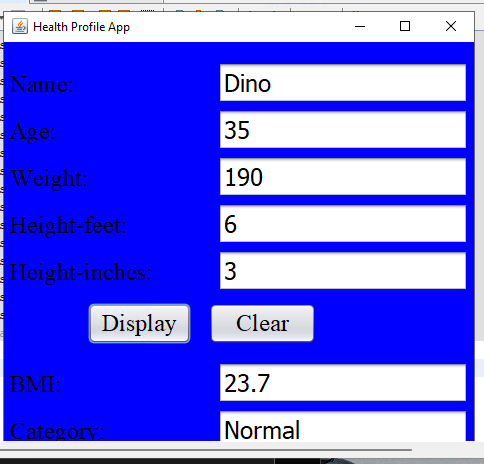 Health Profile App
Name: Dino
Age: 35
Weight: 190
Height-feet: 6
Height-inches: 3
Display Clear
BMI: 23.7
Category: Normal